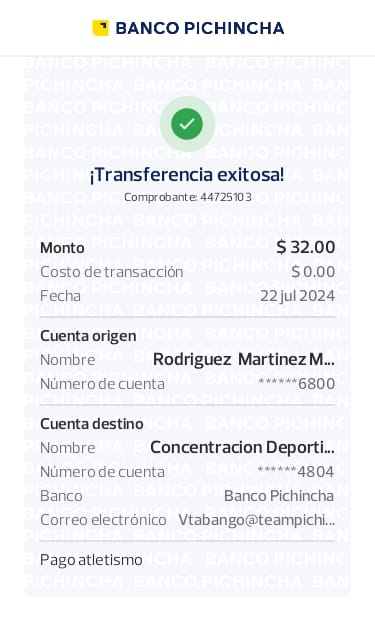 BANCO PICHINCHA
¡Transferencia exitosa!
Comprobante: 44725103
Monto $ 32.00
Costo de transacción $ 0.00
Fecha 22 jul 2024
Cuenta origen
Nombre Rodriguez Martinez M...
Número de cuenta ******6800
Cuenta destino
Nombre Concentracion Deporti...
Número de cuenta ******4804
Banco Banco Pichincha
Correo electrónico Vtabango@teampichi...
Pago atletismo